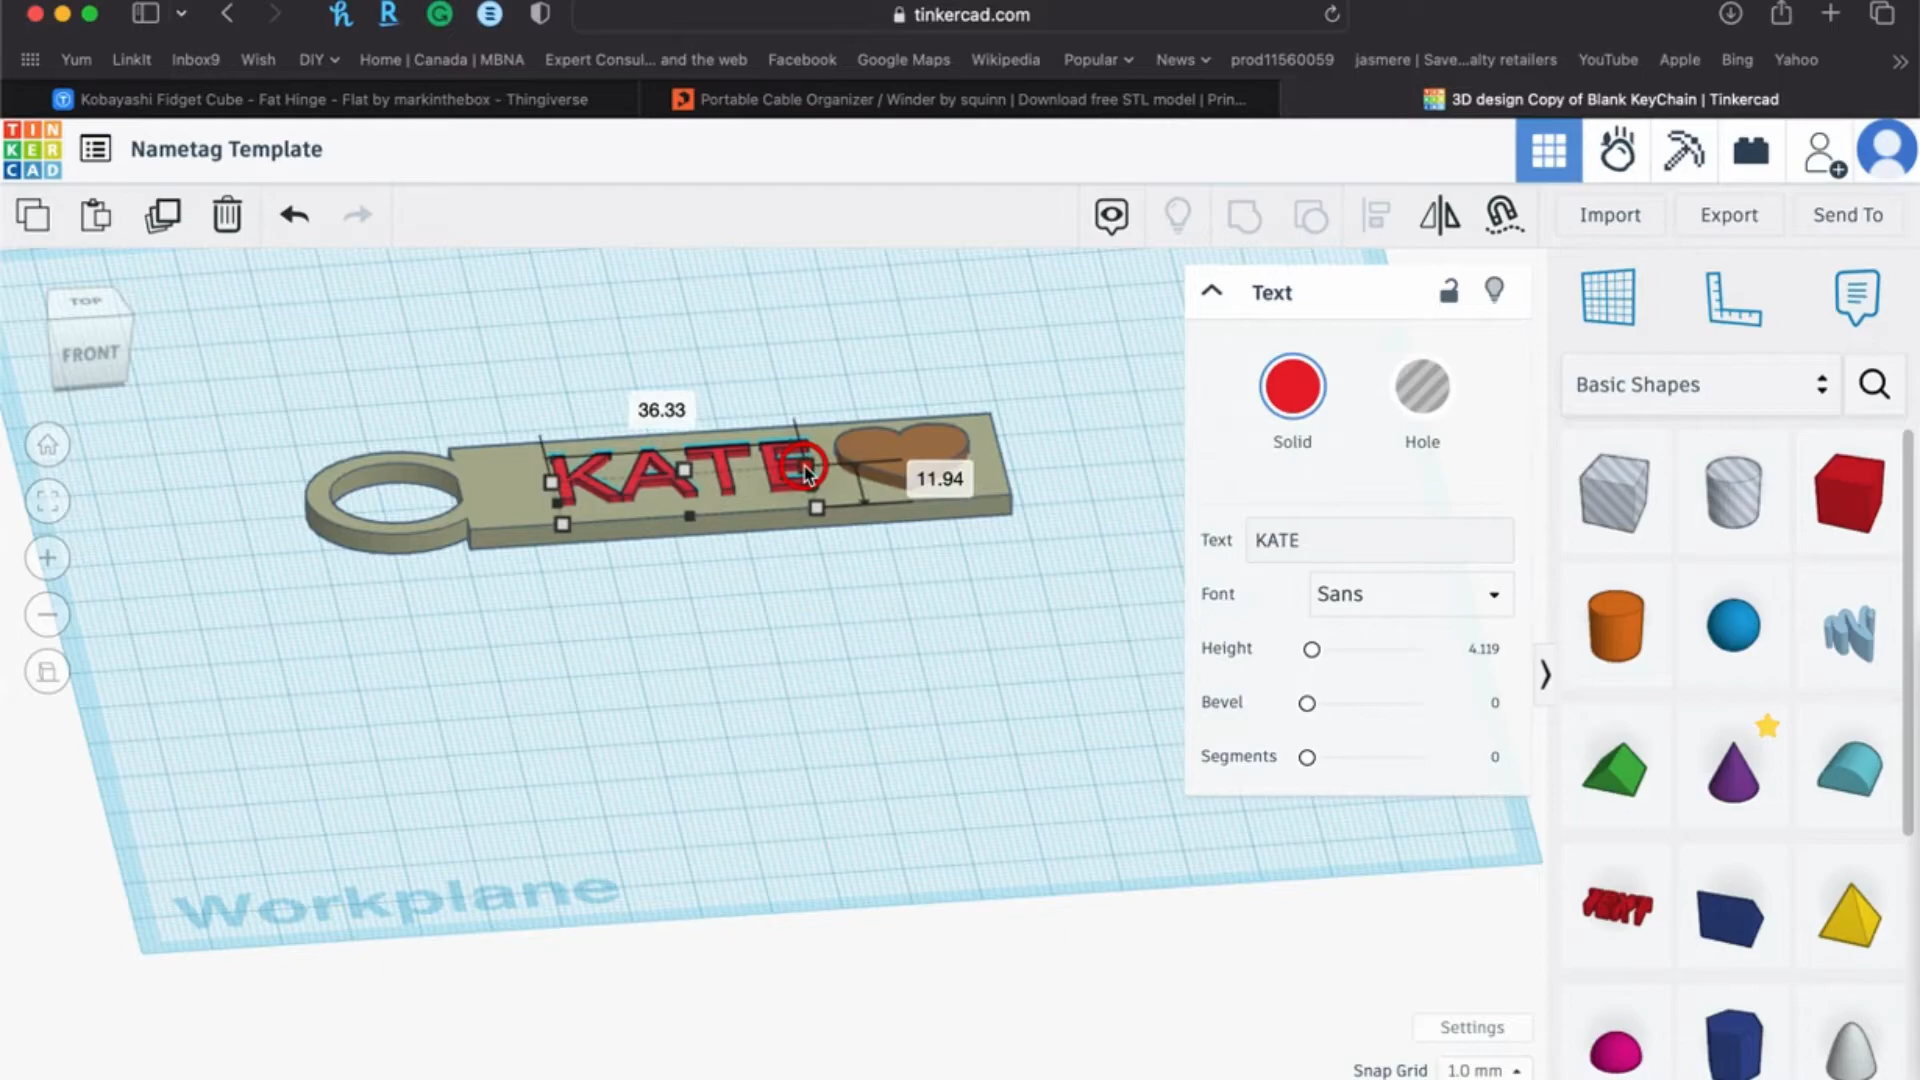 tinkercad.com
Yum LinkIt Inbox9 Wish DIY Home | Canada | MBNA Expert Consul... and the web Facebook Google Maps Wikipedia Popular News prod11560059 jasmere | Save...alty retailers YouTube Apple Bing Yahoo
Kobayashi Fidget Cube - Fat Hinge - Flat by markinthebox - Thingiverse Portable Cable Organizer / Winder by squinn | Download free STL model | Prin... 3D design Copy of Blank KeyChain | Tinkercad
TIN
KER
CAD
Nametag Template
Import Export Send To
TOP
FRONT
Text
Solid Hole
Basic Shapes
36.33
KATE
11.94
Text KATE
Font Sans
Height 4.119
Bevel 0
Segments 0
TEXT
Workplane
Settings
Snap Grid 1.0 mm